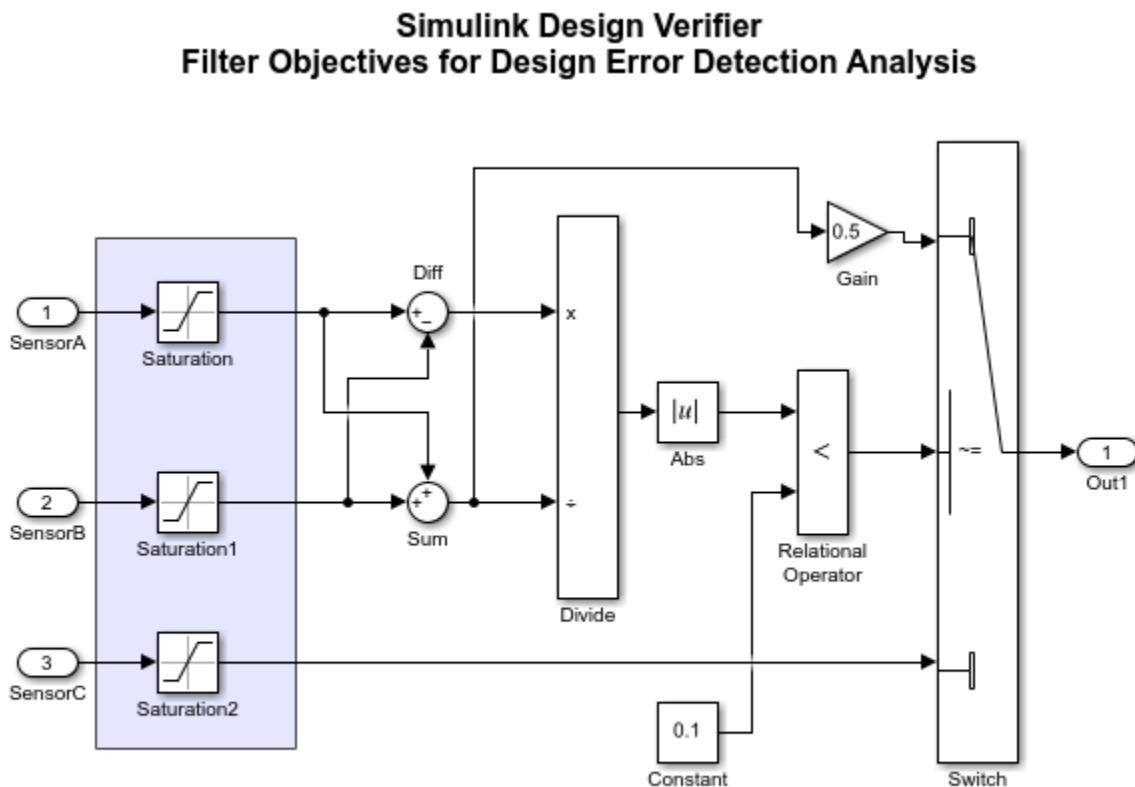 Simulink Design Verifier
Filter Objectives for Design Error Detection Analysis
0.5
Gain
Diff
+
−
1
SensorA
Saturation
x
|u|
Abs
<
Relational
Operator
~=
1
Out1
2
SensorB
Saturation1
+
+
Sum
÷
Divide
3
SensorC
Saturation2
0.1
Constant
Switch